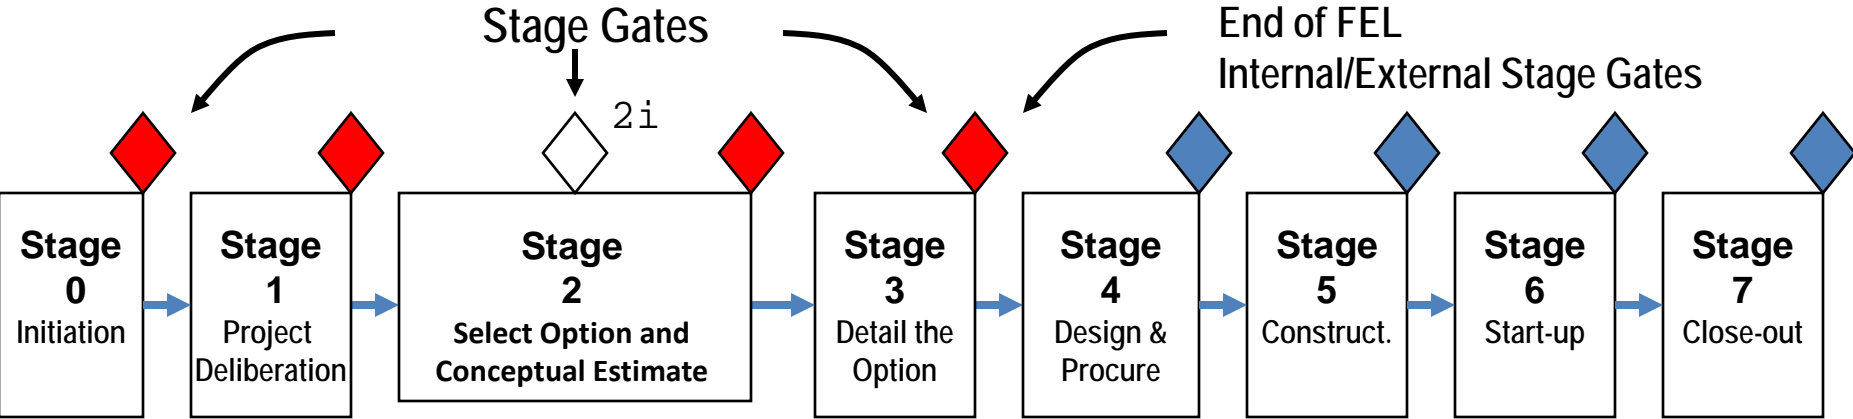 Stage Gates
End of FEL
Internal/External Stage Gates
2i
Stage
0
Initiation
Stage
1
Project
Deliberation
Stage
2
Select Option and
Conceptual Estimate
Stage
3
Detail the
Option
Stage
4
Design &
Procure
Stage
5
Construct.
Stage
6
Start-up
Stage
7
Close-out